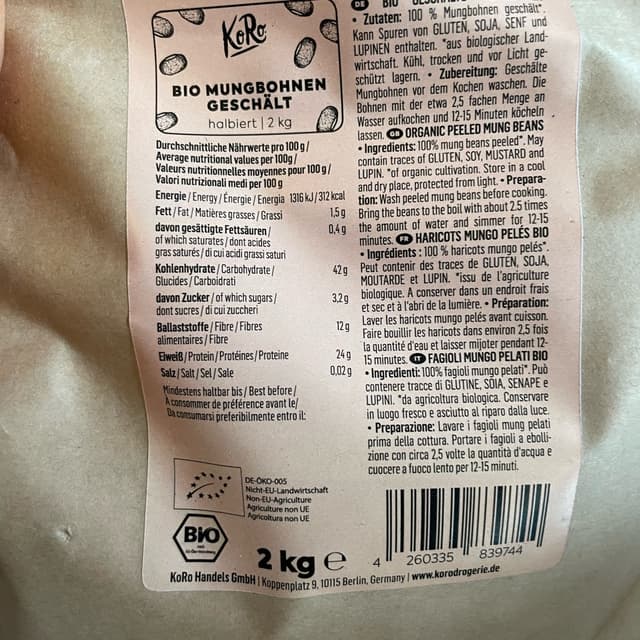 KoRo
BIO MUNGBOHNEN
GESCHÄLT
halbiert | 2 kg
Durchschnittliche Nährwerte pro 100 g/
Average nutritional values per 100g/
Valeurs nutritionnelles moyennes pour 100 g/
Valori nutrizionali medi per 100 g
Energie / Energy / Énergie / Energia 1316 kJ / 312 kcal
Fett / Fat / Matières grasses / Grassi 1,5 g
davon gesättigte Fettsäuren / 0,4 g
of which saturates / dont acides
gras saturés / di cui acidi grassi saturi
Kohlenhydrate / Carbohydrate / 42 g
Glucides / Carboidrati
davon Zucker / of which sugars / 3,2 g
dont sucres / di cui zuccheri
Ballaststoffe / Fibre / Fibres 12 g
alimentaires / Fibre
Eiweiß / Protein / Protéines / Proteine 24 g
Salz / Salt / Sel / Sale 0,02 g
Mindestens haltbar bis / Best before /
À consommer de préférence avant le/
Da consumarsi preferibilmente entro il:
DE-ÖKO-005
Nicht-EU-Landwirtschaft
Non-EU-Agriculture
Agriculture non UE
Agricoltura non UE
BIO
2 kg e
KoRo Handels GmbH | Koppenplatz 9, 10115 Berlin, Germany | www.korodrogerie.de
DE BIO
• Zutaten: 100 % Mungbohnen geschält*.
Kann Spuren von GLUTEN, SOJA, SENF und
LUPINEN enthalten. *aus biologischer Land-
wirtschaft. Kühl, trocken und vor Licht ge-
schützt lagern. • Zubereitung: Geschälte
Mungbohnen vor dem Kochen waschen. Die
Bohnen mit der etwa 2,5 fachen Menge an
Wasser aufkochen und 12-15 Minuten köcheln
lassen. GB ORGANIC PEELED MUNG BEANS
• Ingredients: 100% mung beans peeled*. May
contain traces of GLUTEN, SOY, MUSTARD and
LUPIN. *of organic cultivation. Store in a cool
and dry place, protected from light. • Prepara-
tion: Wash peeled mung beans before cooking.
Bring the beans to the boil with about 2.5 times
the amount of water and simmer for 12-15
minutes. FR HARICOTS MUNGO PELÉS BIO
• Ingrédients : 100 % haricots mungo pelés*.
Peut contenir des traces de GLUTEN, SOJA,
MOUTARDE et LUPIN. *issu de l'agriculture
biologique. A conserver dans un endroit frais
et sec et à l'abri de la lumière. • Préparation:
Laver les haricots mungo pelés avant cuisson.
Faire bouillir les haricots dans environ 2,5 fois
la quantité d'eau et laisser mijoter pendant 12-
15 minutes. IT FAGIOLI MUNGO PELATI BIO
• Ingredienti: 100% fagioli mungo pelati*. Può
contenere tracce di GLUTINE, SOIA, SENAPE e
LUPINI. *da agricoltura biologica. Conservare
in luogo fresco e asciutto al riparo dalla luce.
• Preparazione: Lavare i fagioli mung pelati
prima della cottura. Portare i fagioli a ebolli-
zione con circa 2,5 volte la quantità d'acqua e
cuocere a fuoco lento per 12-15 minuti.
4 260335 839744